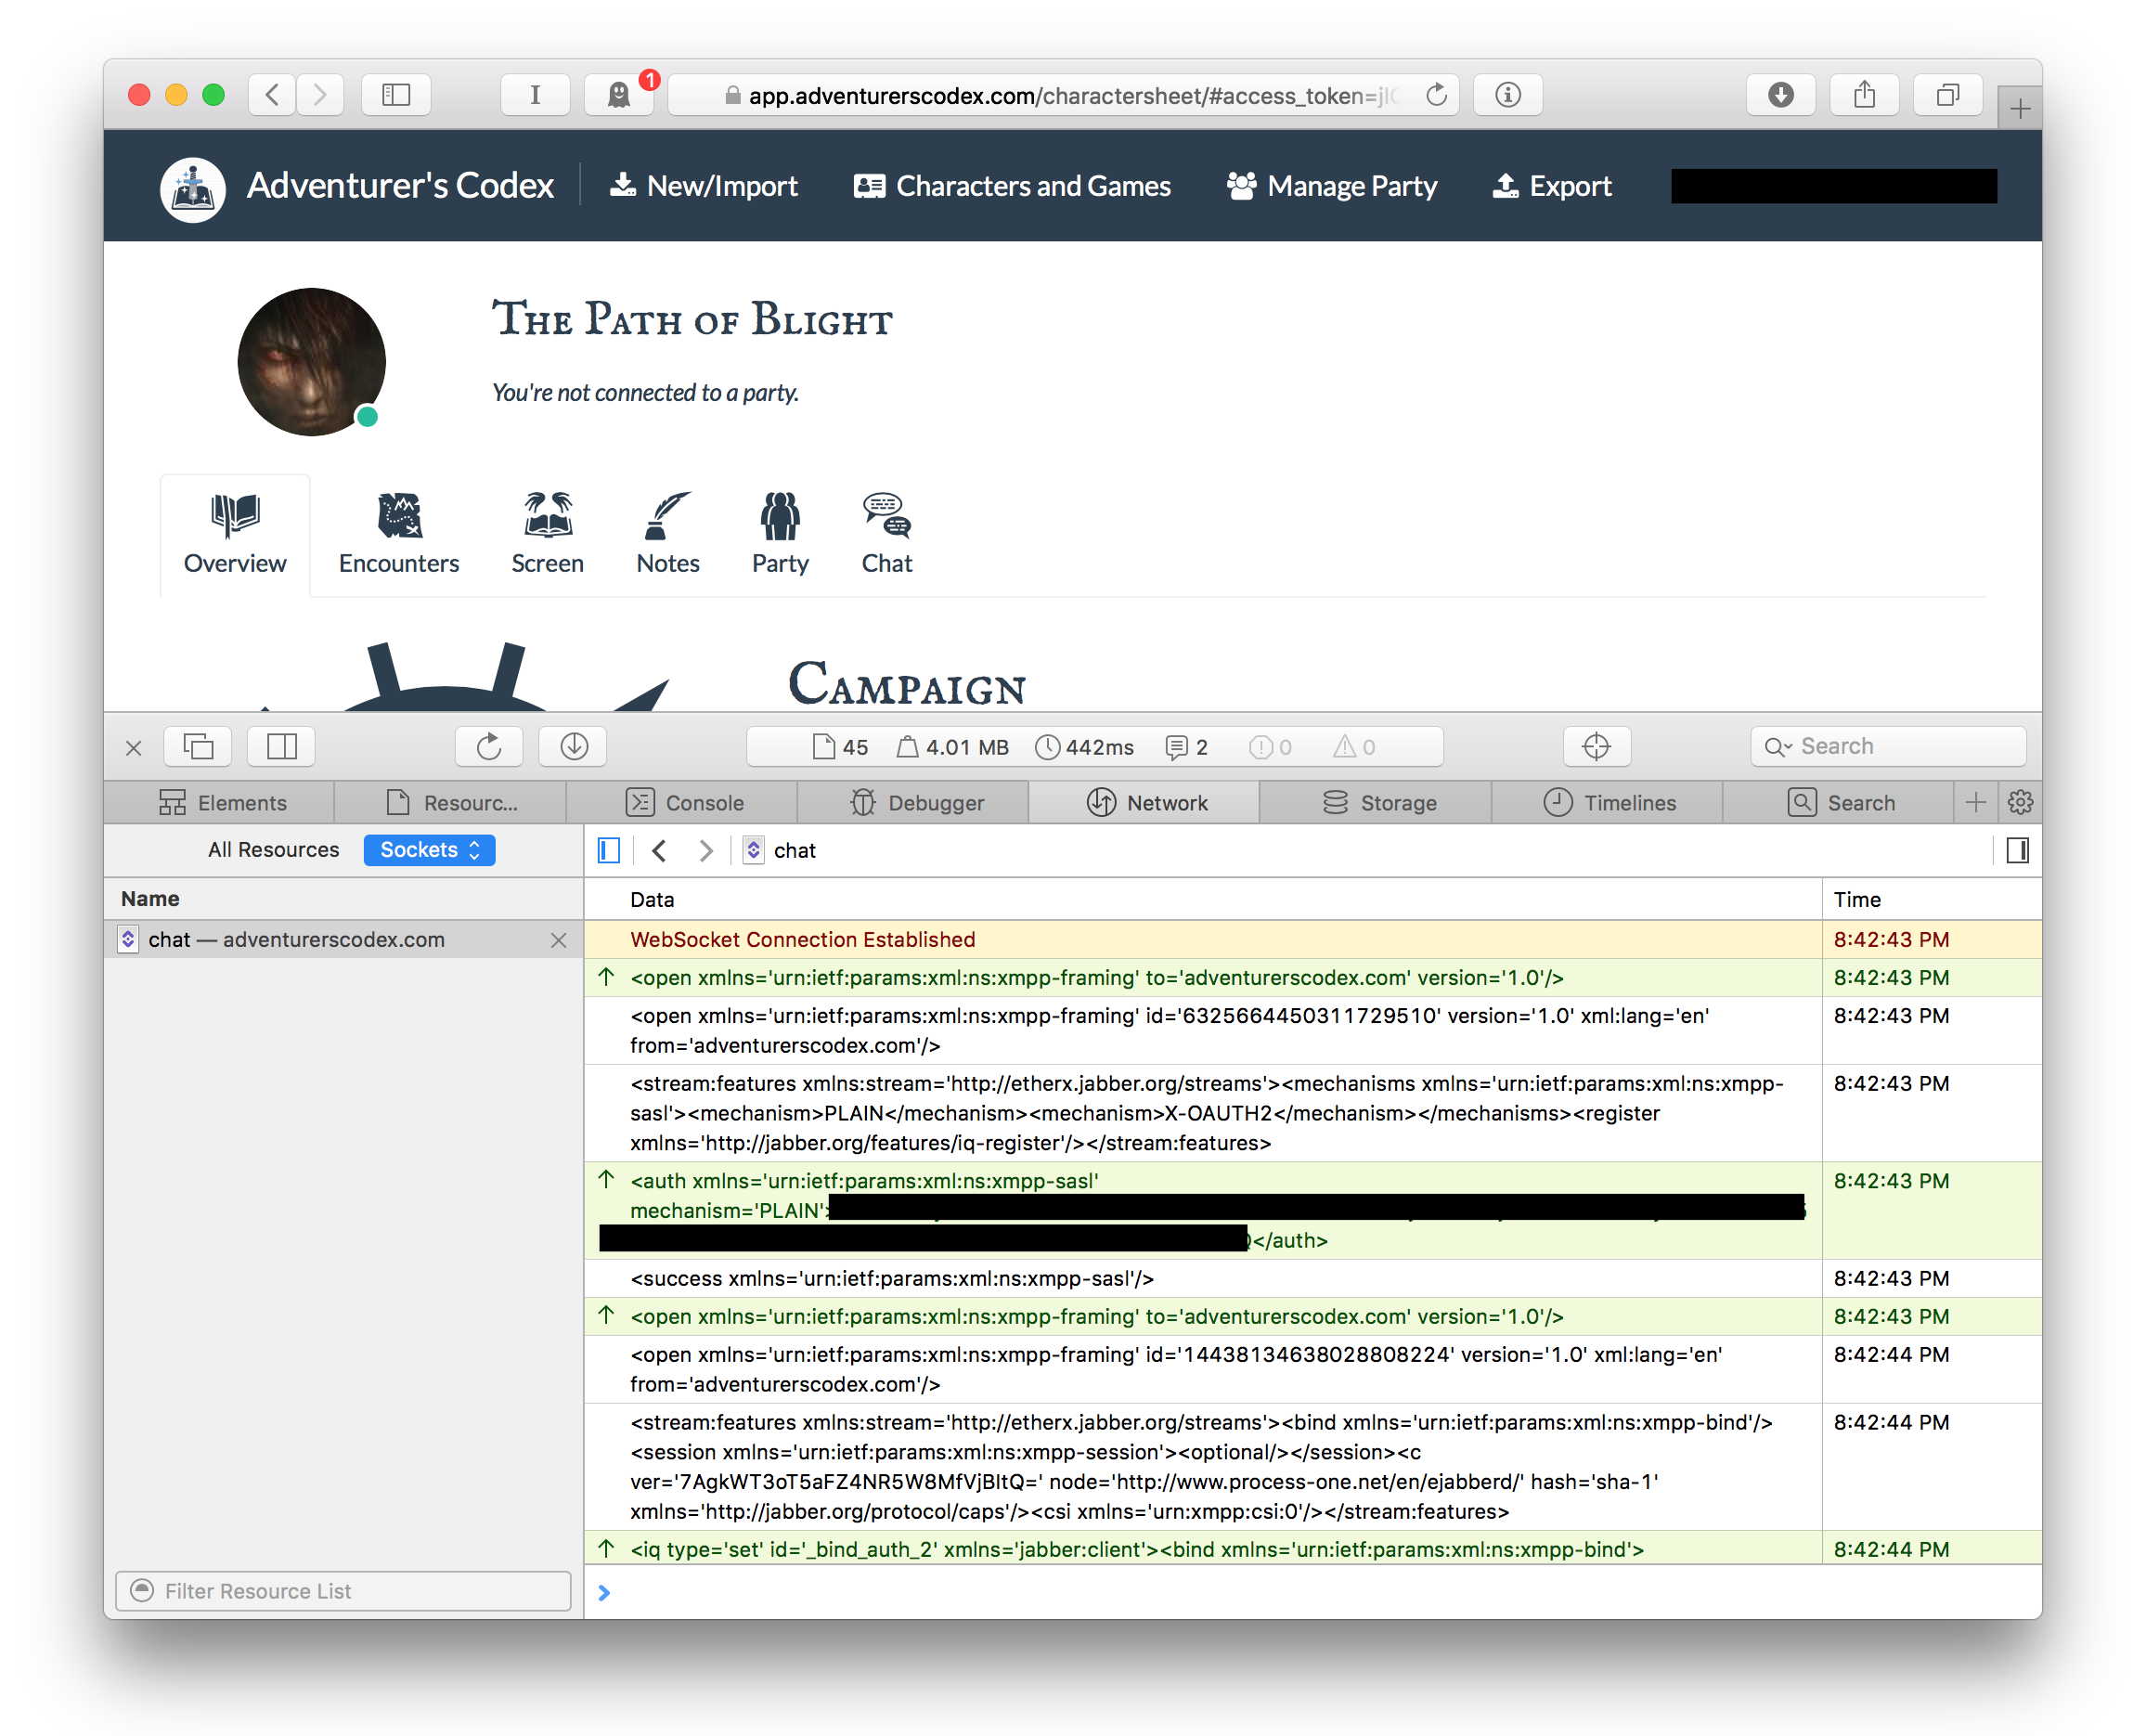 1
app.adventurerscodex.com/charactersheet/#access_token=jl
Adventurer's Codex
New/Import
Characters and Games
Manage Party
Export
The Path of Blight
You're not connected to a party.
Overview
Encounters
Screen
Notes
Party
Chat
Campaign
45
4.01 MB
442ms
2
0
0
Search
Elements
Resourc...
Console
Debugger
Network
Storage
Timelines
Search
All Resources
Sockets
chat
Name
Data
Time
chat — adventurerscodex.com
WebSocket Connection Established
8:42:43 PM
<open xmlns='urn:ietf:params:xml:ns:xmpp-framing' to='adventurerscodex.com' version='1.0'/>
8:42:43 PM
<open xmlns='urn:ietf:params:xml:ns:xmpp-framing' id='6325664450311729510' version='1.0' xml:lang='en'
from='adventurerscodex.com'/>
8:42:43 PM
<stream:features xmlns:stream='http://etherx.jabber.org/streams'><mechanisms xmlns='urn:ietf:params:xml:ns:xmpp-
sasl'><mechanism>PLAIN</mechanism><mechanism>X-OAUTH2</mechanism></mechanisms><register
xmlns='http://jabber.org/features/iq-register'/></stream:features>
8:42:43 PM
<auth xmlns='urn:ietf:params:xml:ns:xmpp-sasl'
mechanism='PLAIN'>
</auth>
8:42:43 PM
<success xmlns='urn:ietf:params:xml:ns:xmpp-sasl'/>
8:42:43 PM
<open xmlns='urn:ietf:params:xml:ns:xmpp-framing' to='adventurerscodex.com' version='1.0'/>
8:42:43 PM
<open xmlns='urn:ietf:params:xml:ns:xmpp-framing' id='14438134638028808224' version='1.0' xml:lang='en'
from='adventurerscodex.com'/>
8:42:44 PM
<stream:features xmlns:stream='http://etherx.jabber.org/streams'><bind xmlns='urn:ietf:params:xml:ns:xmpp-bind'/>
<session xmlns='urn:ietf:params:xml:ns:xmpp-session'><optional/></session><c
ver='7AgkWT3oT5aFZ4NR5W8MfVjBItQ=' node='http://www.process-one.net/en/ejabberd/' hash='sha-1'
xmlns='http://jabber.org/protocol/caps'/><csi xmlns='urn:xmpp:csi:0'/></stream:features>
8:42:44 PM
<iq type='set' id='_bind_auth_2' xmlns='jabber:client'><bind xmlns='urn:ietf:params:xml:ns:xmpp-bind'>
8:42:44 PM
Filter Resource List